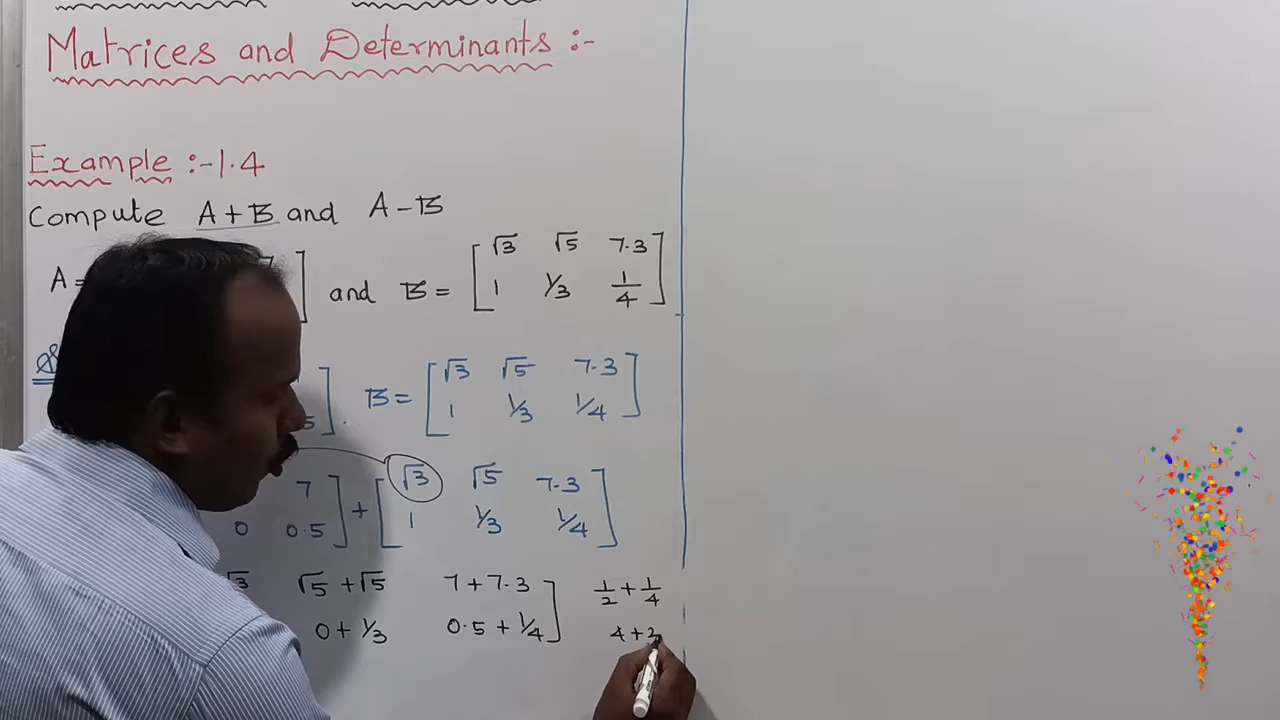 Matrices and Determinants :-
Example :- 1.4
Compute A+B and A-B
A= 7 ] and B = [ √3 √5 7.3
1 1/3 1/4 ]
] . B = [ √3 √5 7.3
5 1 1/3 1/4 ]
7 ] + [ √3 √5 7.3
0 0.5 1 1/3 1/4 ]
√3 √5 + √5 7 + 7.3 ] 1/2 + 1/4
0 + 1/3 0.5 + 1/4 4 + 2